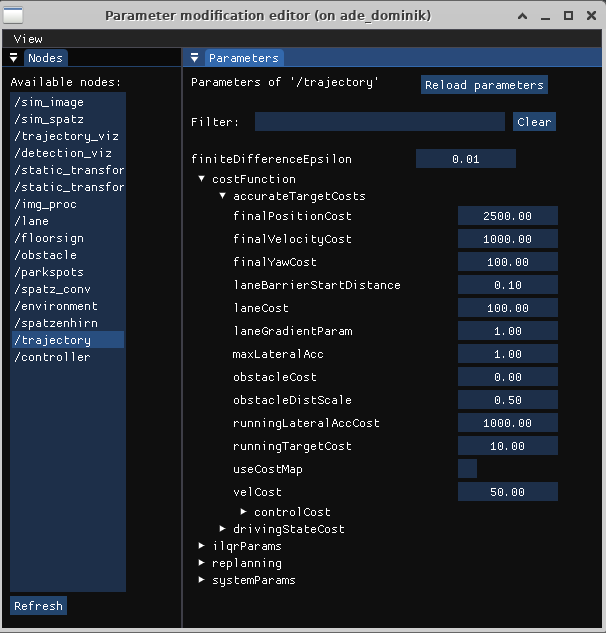 Parameter modification editor (on ade_dominik)
View
Nodes
Available nodes:
/sim_image
/sim_spatz
/trajectory_viz
/detection_viz
/static_transfor
/static_transfor
/img_proc
/lane
/floorsign
/obstacle
/parkspots
/spatz_conv
/environment
/spatzenhirn
/trajectory
/controller
Refresh
Parameters
Parameters of '/trajectory' Reload parameters
Filter: Clear
finiteDifferenceEpsilon 0.01
costFunction
accurateTargetCosts
finalPositionCost 2500.00
finalVelocityCost 1000.00
finalYawCost 100.00
laneBarrierStartDistance 0.10
laneCost 100.00
laneGradientParam 1.00
maxLateralAcc 1.00
obstacleCost 0.00
obstacleDistScale 0.50
runningLateralAccCost 1000.00
runningTargetCost 10.00
useCostMap
velCost 50.00
controlCost
drivingStateCost
ilqrParams
replanning
systemParams